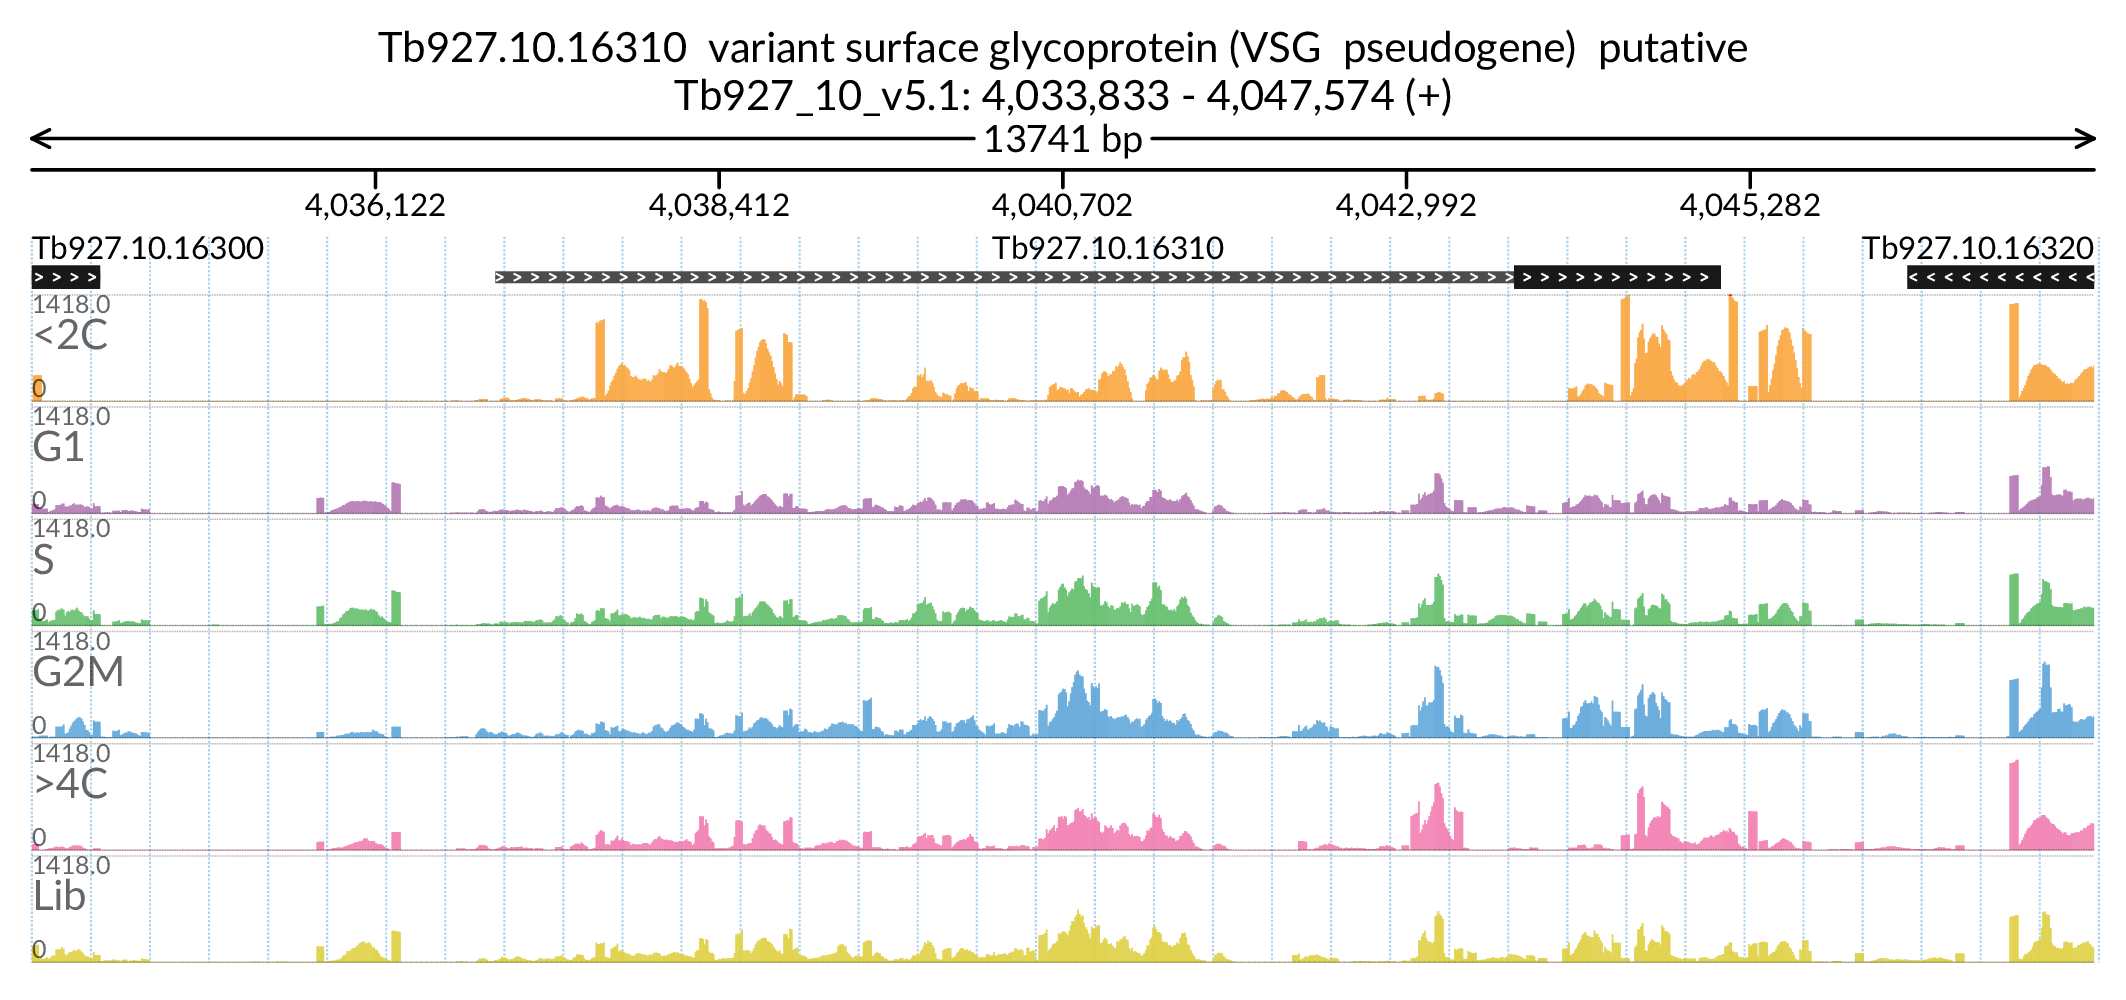 Tb927.10.16310  variant surface glycoprotein (VSG  pseudogene)  putative
Tb927_10_v5.1: 4,033,833 - 4,047,574 (+)
13741 bp
4,036,122 4,038,412 4,040,702 4,042,992 4,045,282
Tb927.10.16300 Tb927.10.16310 Tb927.10.16320
1418.0
<2C
0
1418.0
G1
0
1418.0
S
0
1418.0
G2M
0
1418.0
>4C
0
1418.0
Lib
0